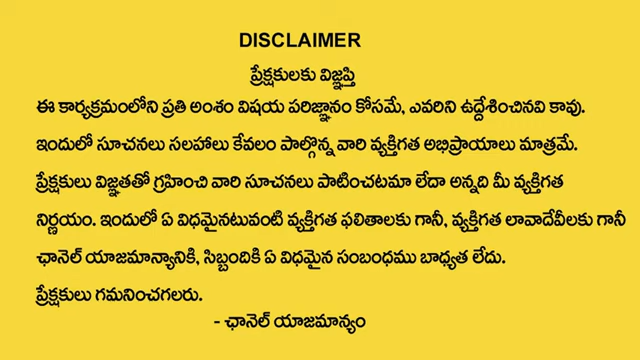 DISCLAIMER
ప్రేక్షకులకు విజ్ఞప్తి
ఈ కార్యక్రమంలోని ప్రతి అంశం విషయ పరిజ్ఞానం కోసమే, ఎవరిని ఉద్దేశించినవి కావు.
ఇందులో సూచనలు సలహాలు కేవలం పాల్గొన్న వారి వ్యక్తిగత అభిప్రాయాలు మాత్రమే.
ప్రేక్షకులు విజ్ఞతతో గ్రహించి వారి సూచనలు పాటించటమా లేదా అన్నది మీ వ్యక్తిగత
నిర్ణయం. ఇందులో ఏ విధమైనటువంటి వ్యక్తిగత ఫలితాలకు గానీ, వ్యక్తిగత లావాదేవీలకు గానీ
ఛానెల్ యాజమాన్యానికి, సిబ్బందికి ఏ విధమైన సంబంధము బాధ్యత లేదు.
ప్రేక్షకులు గమనించగలరు.
- ఛానెల్ యాజమాన్యం